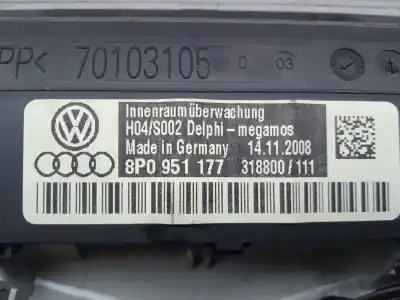 PP< 70103105
0 03
Innenraumüberwachung
H04/S002 Delphi-megamos
Made in Germany 14.11.2008
8P0 951 177 318800/111